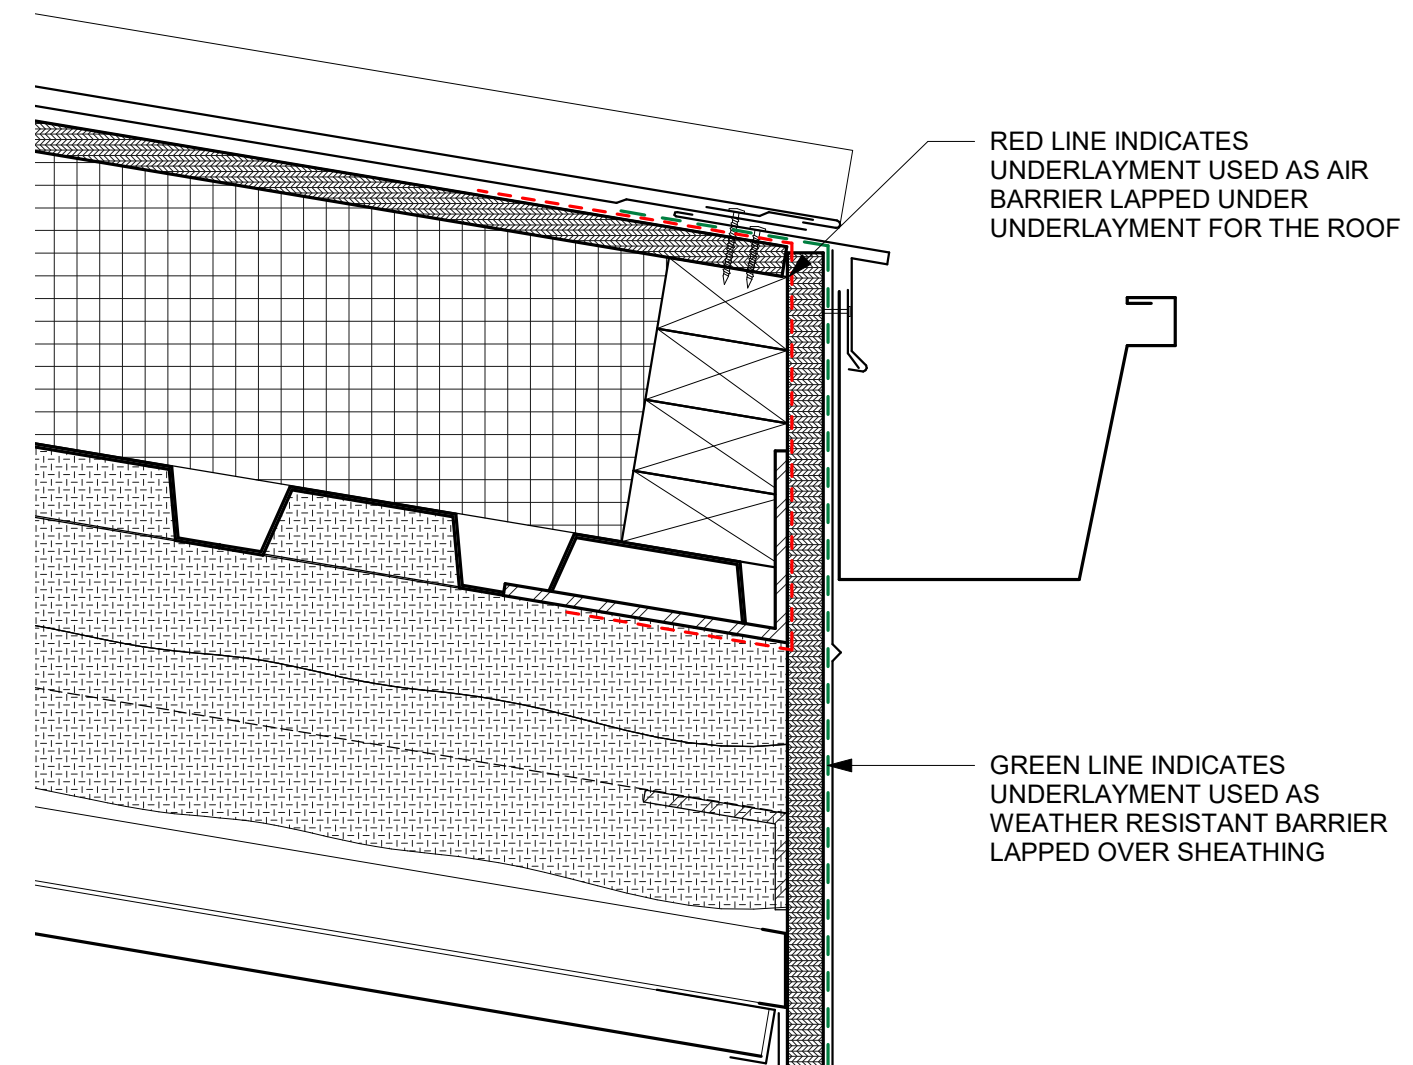 RED LINE INDICATES
UNDERLAYMENT USED AS AIR
BARRIER LAPPED UNDER
UNDERLAYMENT FOR THE ROOF
GREEN LINE INDICATES
UNDERLAYMENT USED AS
WEATHER RESISTANT BARRIER
LAPPED OVER SHEATHING